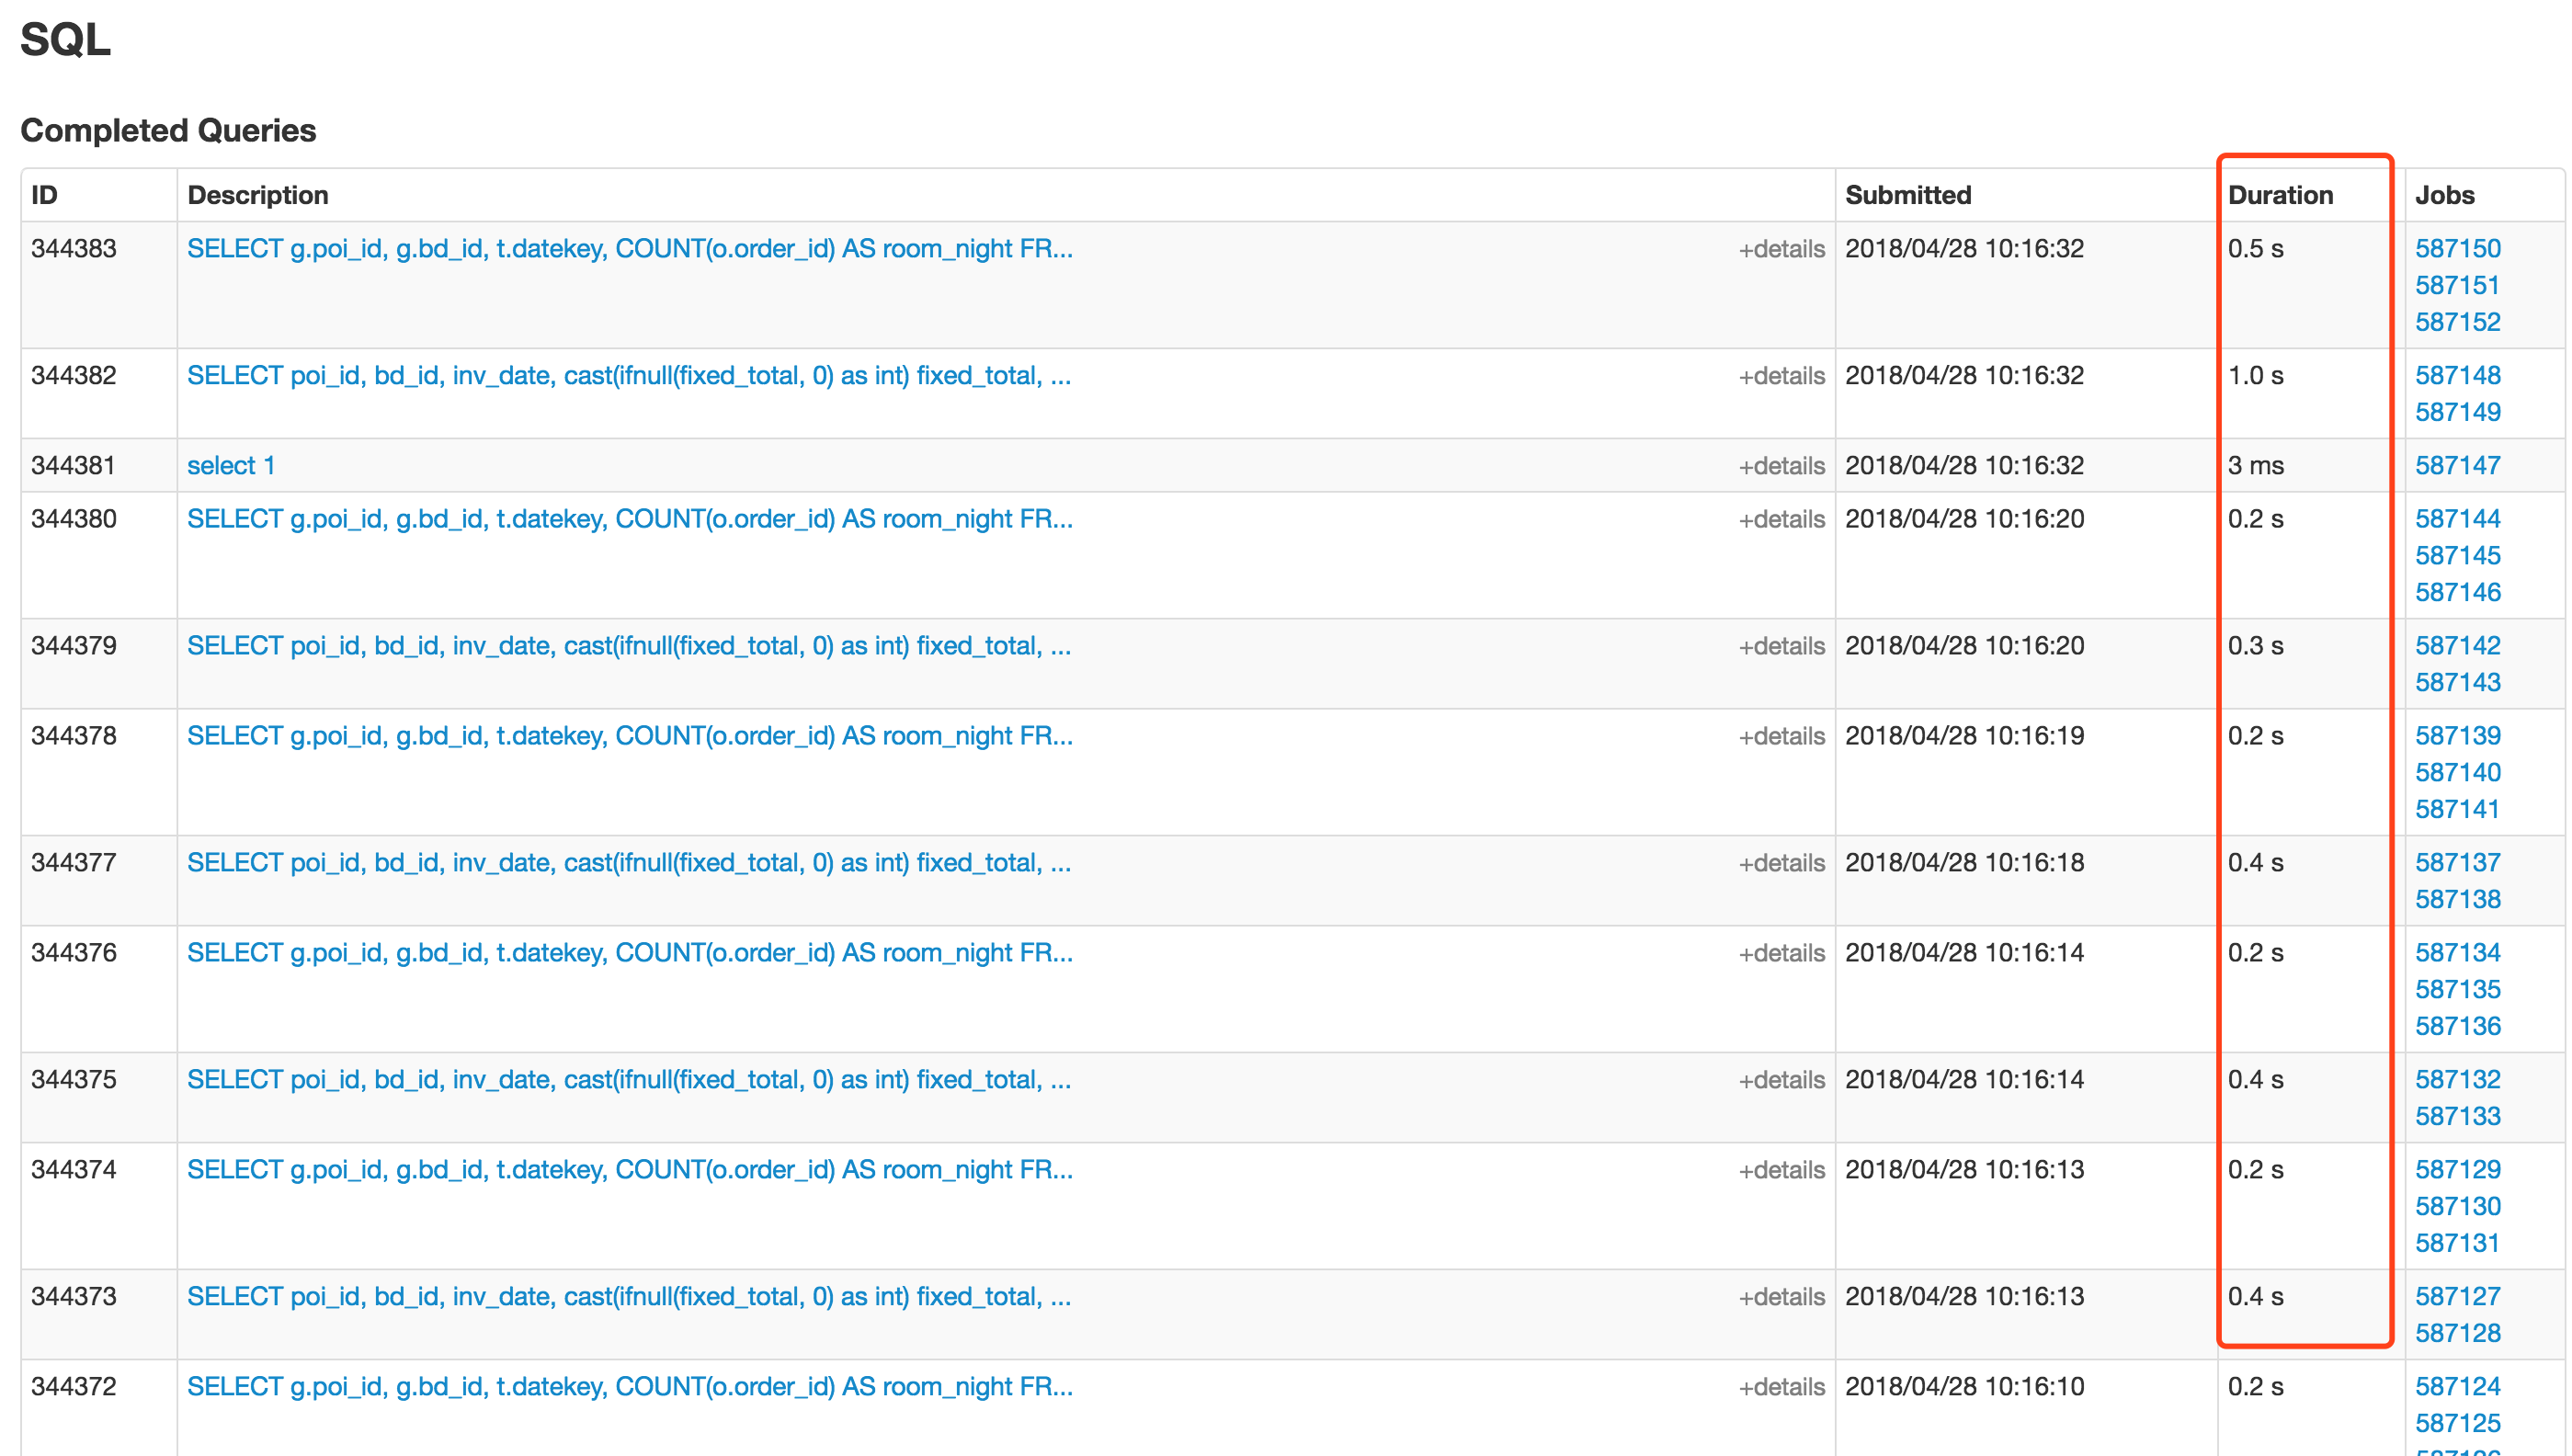 SQL
Completed Queries
ID Description Submitted Duration Jobs
344383 SELECT g.poi_id, g.bd_id, t.datekey, COUNT(o.order_id) AS room_night FR... +details 2018/04/28 10:16:32 0.5 s 587150
587151
587152
344382 SELECT poi_id, bd_id, inv_date, cast(ifnull(fixed_total, 0) as int) fixed_total, ... +details 2018/04/28 10:16:32 1.0 s 587148
587149
344381 select 1 +details 2018/04/28 10:16:32 3 ms 587147
344380 SELECT g.poi_id, g.bd_id, t.datekey, COUNT(o.order_id) AS room_night FR... +details 2018/04/28 10:16:20 0.2 s 587144
587145
587146
344379 SELECT poi_id, bd_id, inv_date, cast(ifnull(fixed_total, 0) as int) fixed_total, ... +details 2018/04/28 10:16:20 0.3 s 587142
587143
344378 SELECT g.poi_id, g.bd_id, t.datekey, COUNT(o.order_id) AS room_night FR... +details 2018/04/28 10:16:19 0.2 s 587139
587140
587141
344377 SELECT poi_id, bd_id, inv_date, cast(ifnull(fixed_total, 0) as int) fixed_total, ... +details 2018/04/28 10:16:18 0.4 s 587137
587138
344376 SELECT g.poi_id, g.bd_id, t.datekey, COUNT(o.order_id) AS room_night FR... +details 2018/04/28 10:16:14 0.2 s 587134
587135
587136
344375 SELECT poi_id, bd_id, inv_date, cast(ifnull(fixed_total, 0) as int) fixed_total, ... +details 2018/04/28 10:16:14 0.4 s 587132
587133
344374 SELECT g.poi_id, g.bd_id, t.datekey, COUNT(o.order_id) AS room_night FR... +details 2018/04/28 10:16:13 0.2 s 587129
587130
587131
344373 SELECT poi_id, bd_id, inv_date, cast(ifnull(fixed_total, 0) as int) fixed_total, ... +details 2018/04/28 10:16:13 0.4 s 587127
587128
344372 SELECT g.poi_id, g.bd_id, t.datekey, COUNT(o.order_id) AS room_night FR... +details 2018/04/28 10:16:10 0.2 s 587124
587125